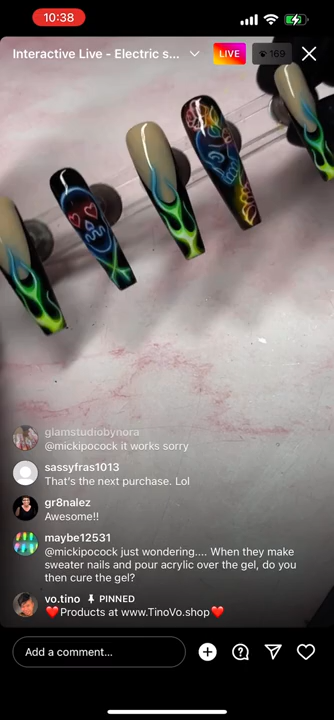 10:38
Interactive Live - Electric s...
LIVE
169
glamstudiobynora
@mickipocock it works sorry
sassyfras1013
That's the next purchase. Lol
gr8nalez
Awesome!!
maybe12531
@mickipocock just wondering.... When they make
sweater nails and pour acrylic over the gel, do you
then cure the gel?
vo.tino PINNED
❤️Products at www.TinoVo.shop❤️
Add a comment...